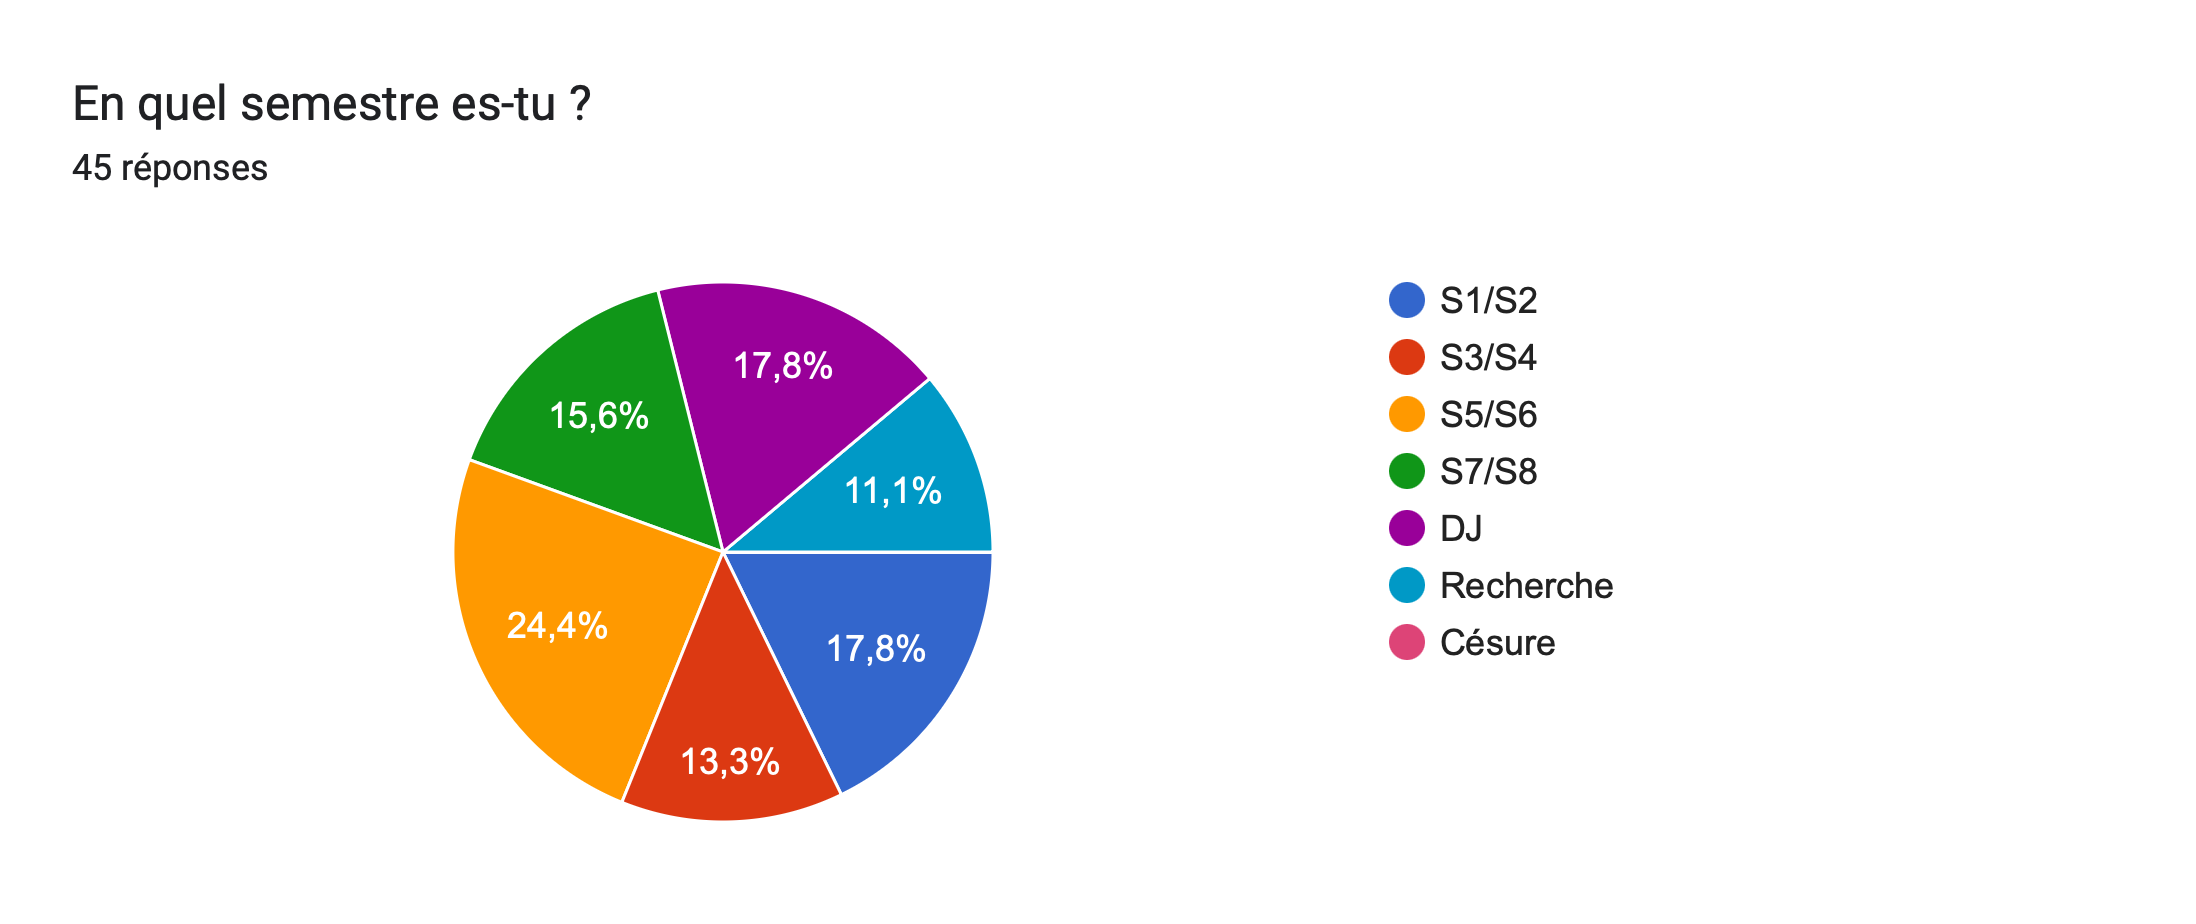 En quel semestre es-tu ?
45 réponses
17,8%
15,6%
11,1%
24,4%
17,8%
13,3%
S1/S2
S3/S4
S5/S6
S7/S8
DJ
Recherche
Césure